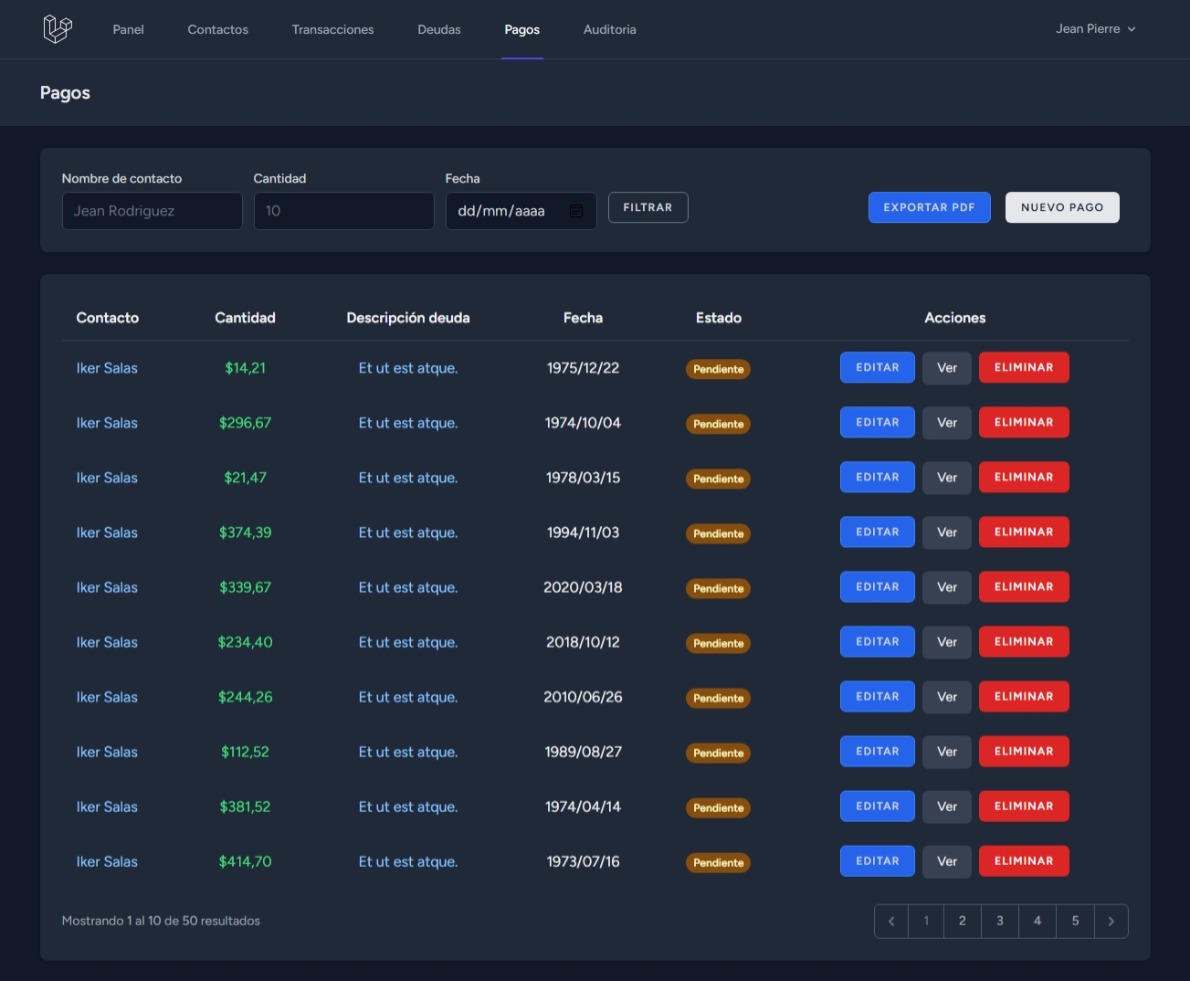 Panel Contactos Transacciones Deudas Pagos Auditoria Jean Pierre
Pagos
Nombre de contacto Cantidad Fecha
Jean Rodriguez 10 dd/mm/aaaa FILTRAR EXPORTAR PDF NUEVO PAGO
Contacto Cantidad Descripción deuda Fecha Estado Acciones
Iker Salas $14,21 Et ut est atque. 1975/12/22 Pendiente EDITAR Ver ELIMINAR
Iker Salas $296,67 Et ut est atque. 1974/10/04 Pendiente EDITAR Ver ELIMINAR
Iker Salas $21,47 Et ut est atque. 1978/03/15 Pendiente EDITAR Ver ELIMINAR
Iker Salas $374,39 Et ut est atque. 1994/11/03 Pendiente EDITAR Ver ELIMINAR
Iker Salas $339,67 Et ut est atque. 2020/03/18 Pendiente EDITAR Ver ELIMINAR
Iker Salas $234,40 Et ut est atque. 2018/10/12 Pendiente EDITAR Ver ELIMINAR
Iker Salas $244,26 Et ut est atque. 2010/06/26 Pendiente EDITAR Ver ELIMINAR
Iker Salas $112,52 Et ut est atque. 1989/08/27 Pendiente EDITAR Ver ELIMINAR
Iker Salas $381,52 Et ut est atque. 1974/04/14 Pendiente EDITAR Ver ELIMINAR
Iker Salas $414,70 Et ut est atque. 1973/07/16 Pendiente EDITAR Ver ELIMINAR
Mostrando 1 al 10 de 50 resultados 1 2 3 4 5